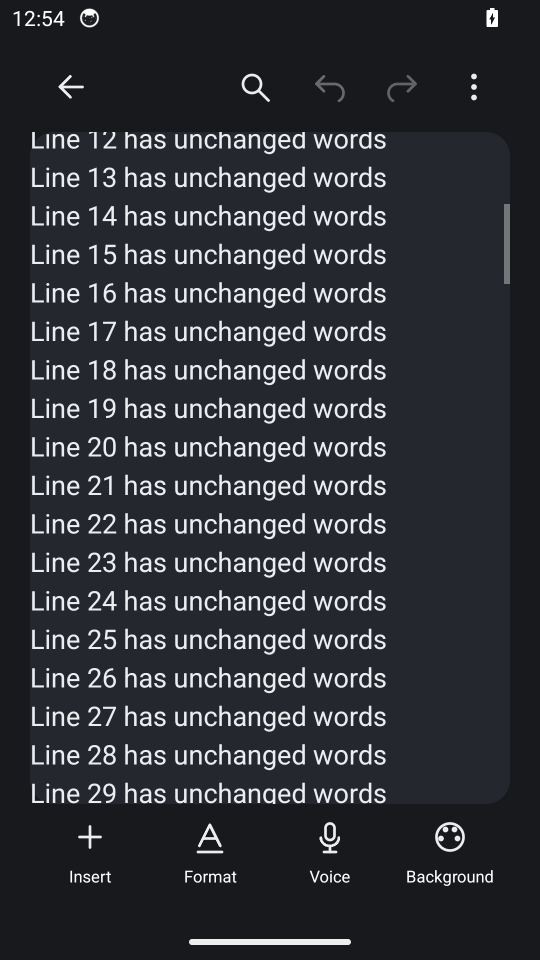 12:54
Line 12 has unchanged words
Line 13 has unchanged words
Line 14 has unchanged words
Line 15 has unchanged words
Line 16 has unchanged words
Line 17 has unchanged words
Line 18 has unchanged words
Line 19 has unchanged words
Line 20 has unchanged words
Line 21 has unchanged words
Line 22 has unchanged words
Line 23 has unchanged words
Line 24 has unchanged words
Line 25 has unchanged words
Line 26 has unchanged words
Line 27 has unchanged words
Line 28 has unchanged words
Line 29 has unchanged words
Insert Format Voice Background